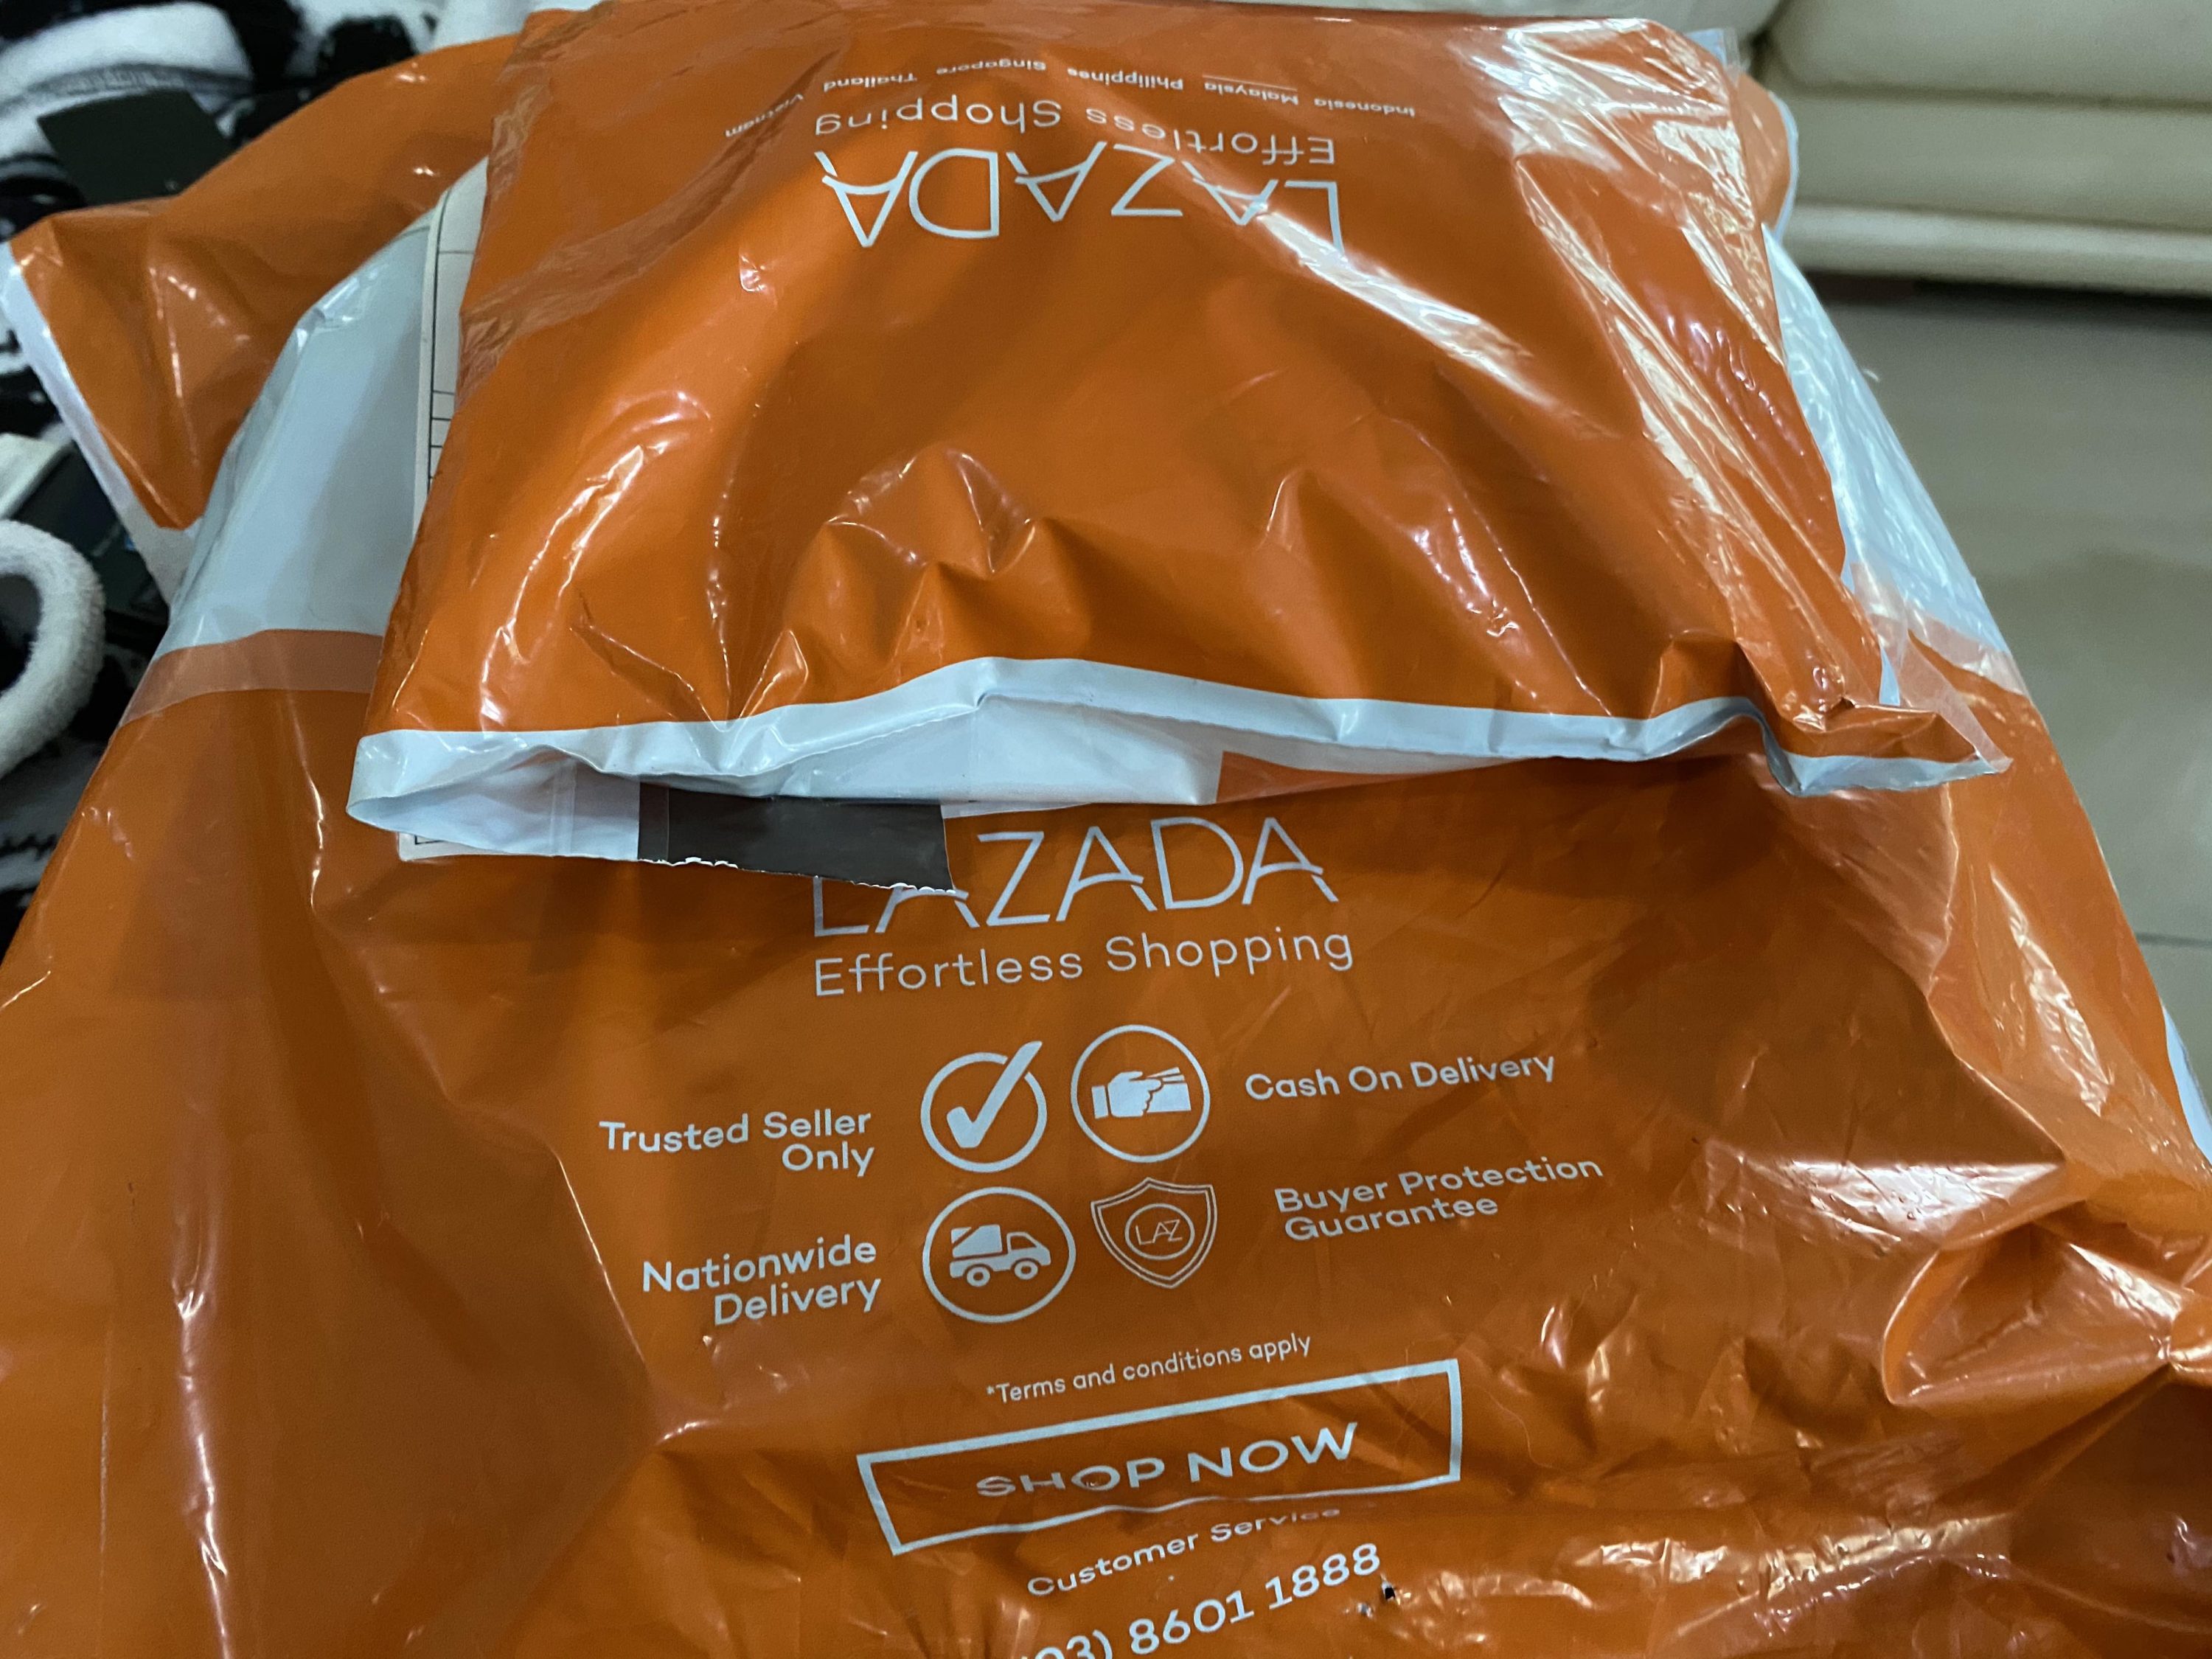 Indonesia Malaysia Philippines Singapore Thailand Vietnam
Effortless Shopping
LAZADA
LAZADA
Effortless Shopping
Trusted Seller
Only
Cash On Delivery
Nationwide
Delivery
LAZ
Buyer Protection
Guarantee
*Terms and conditions apply
SHOP NOW
Customer Service
03) 8601 1888